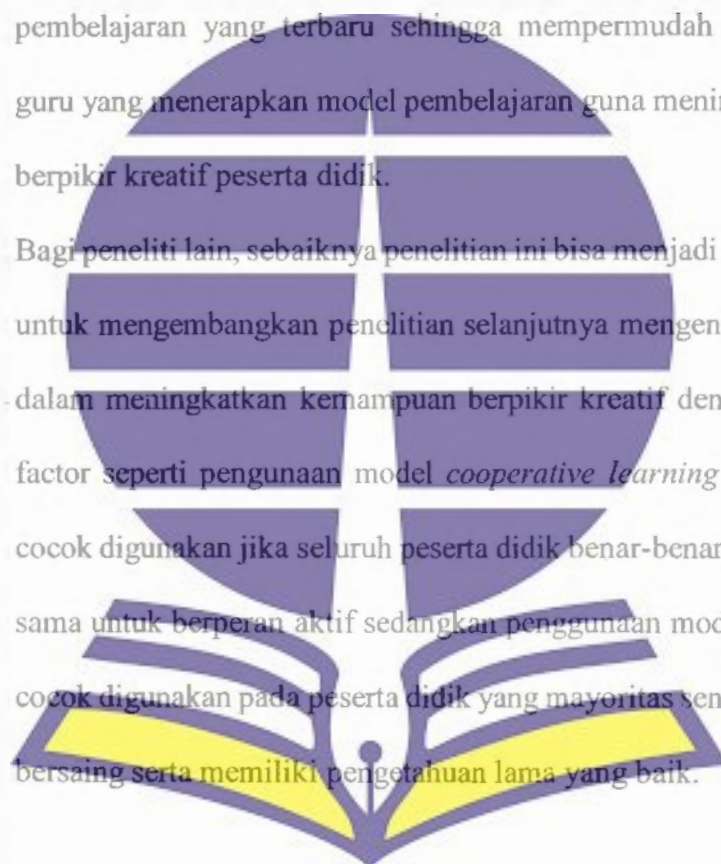 pembelajaran yang terbaru sehingga mempermudah
guru yang menerapkan model pembelajaran guna menin
berpikir kreatif peserta didik.
Bagi peneliti lain, sebaiknya penelitian ini bisa menjadi
untuk mengembangkan penelitian selanjutnya mengen
dalam meningkatkan kemampuan berpikir kreatif den
factor seperti pengunaan model cooperative learning
cocok digunakan jika seluruh peserta didik benar-benar
sama untuk berperan aktif sedangkan penggunaan mod
cocok digunakan pada peserta didik yang mayoritas sen
bersaing serta memiliki pengetahuan lama yang baik.